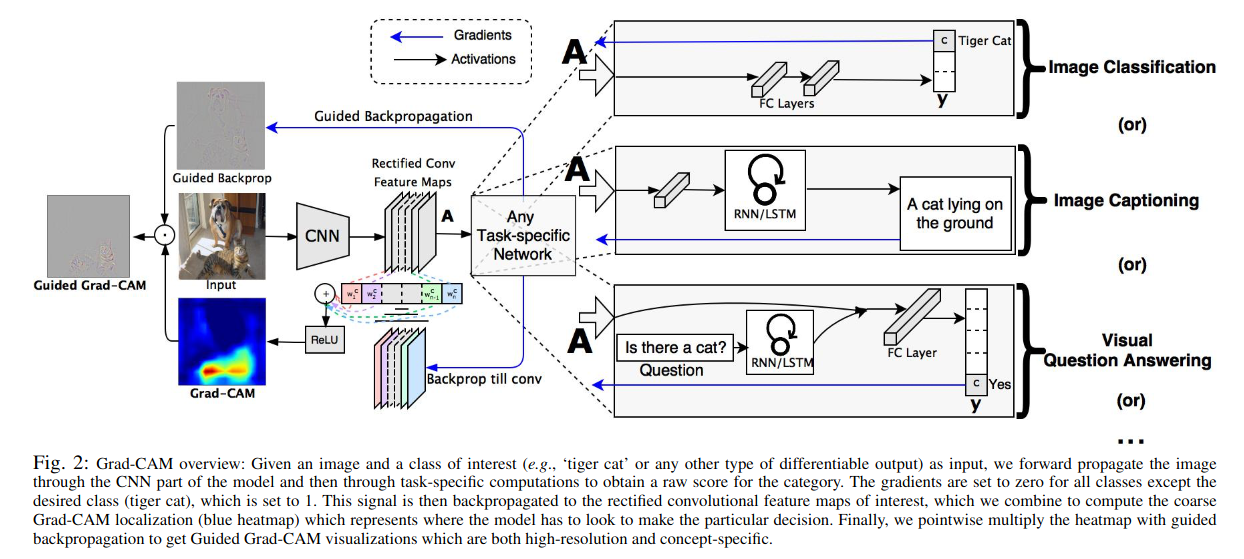 Gradients
Activations
A
c Tiger Cat
FC Layers
y
Image Classification
(or)
Guided Backpropagation
Guided Backprop
Rectified Conv
Feature Maps
A
Any
Task-specific
Network
CNN
Input
Guided Grad-CAM
A
RNN/LSTM
A cat lying on
the ground
Image Captioning
(or)
+
w1c w2c wn-1c wnc
ReLU
Grad-CAM
Backprop till conv
A
Is there a cat?
Question
RNN/LSTM
FC Layer
c Yes
y
Visual
Question Answering
(or)
...
Fig. 2: Grad-CAM overview: Given an image and a class of interest (e.g., ‘tiger cat’ or any other type of differentiable output) as input, we forward propagate the image
through the CNN part of the model and then through task-specific computations to obtain a raw score for the category. The gradients are set to zero for all classes except the
desired class (tiger cat), which is set to 1. This signal is then backpropagated to the rectified convolutional feature maps of interest, which we combine to compute the coarse
Grad-CAM localization (blue heatmap) which represents where the model has to look to make the particular decision. Finally, we pointwise multiply the heatmap with guided
backpropagation to get Guided Grad-CAM visualizations which are both high-resolution and concept-specific.